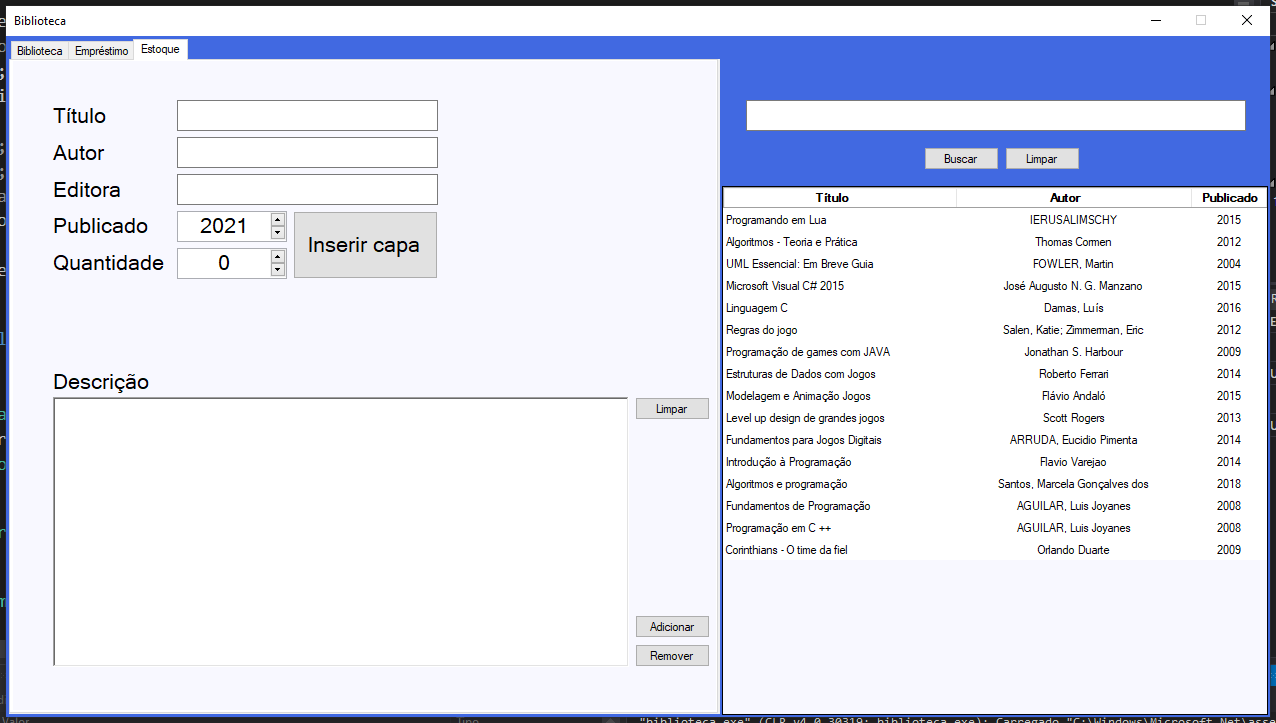 Biblioteca
Biblioteca Empréstimo Estoque
Título
Autor
Editora
Publicado 2021
Quantidade 0
Inserir capa
Descrição
Limpar
Adicionar
Remover
Buscar Limpar
Título Autor Publicado
Programando em Lua IERUSALIMSCHY 2015
Algoritmos - Teoria e Prática Thomas Cormen 2012
UML Essencial: Em Breve Guia FOWLER, Martin 2004
Microsoft Visual C# 2015 José Augusto N. G. Manzano 2015
Linguagem C Damas, Luís 2016
Regras do jogo Salen, Katie; Zimmerman, Eric 2012
Programação de games com JAVA Jonathan S. Harbour 2009
Estruturas de Dados com Jogos Roberto Ferrari 2014
Modelagem e Animação Jogos Flávio Andaló 2015
Level up design de grandes jogos Scott Rogers 2013
Fundamentos para Jogos Digitais ARRUDA, Eucidio Pimenta 2014
Introdução à Programação Flavio Varejao 2014
Algoritmos e programação Santos, Marcela Gonçalves dos 2018
Fundamentos de Programação AGUILAR, Luis Joyanes 2008
Programação em C ++ AGUILAR, Luis Joyanes 2008
Corinthians - O time da fiel Orlando Duarte 2009
Valor Tipo
"biblioteca.exe" (CLR v4.0.30319: biblioteca.exe): Carregado "C:\Windows\Microsoft.Net\asse